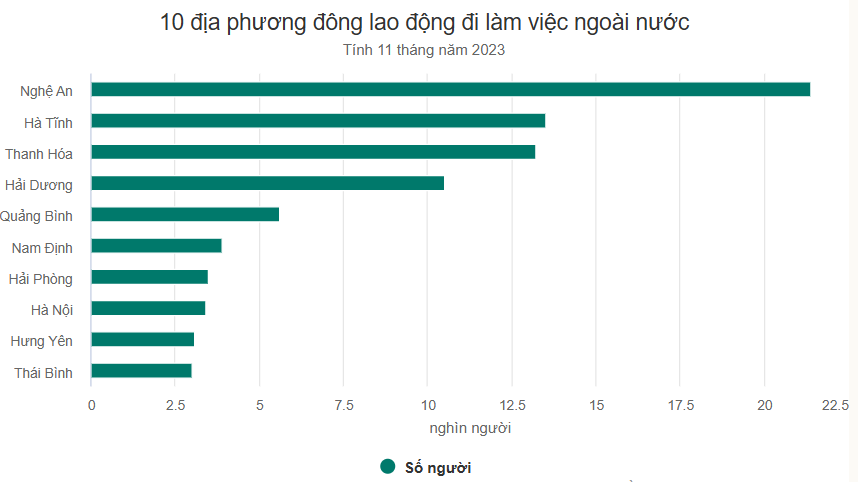 10 địa phương đông lao động đi làm việc ngoài nước
Tính 11 tháng năm 2023
Nghệ An
Hà Tĩnh
Thanh Hóa
Hải Dương
Quảng Bình
Nam Định
Hải Phòng
Hà Nội
Hưng Yên
Thái Bình
0 2.5 5 7.5 10 12.5 15 17.5 20 22.5
nghìn người
Số người